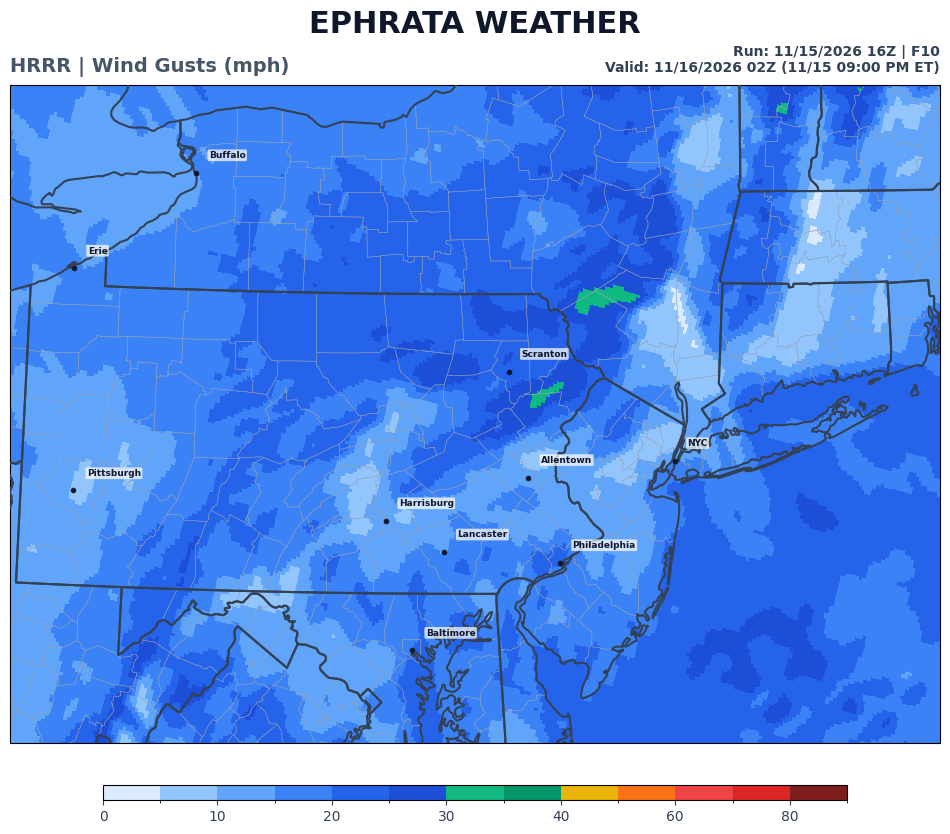 EPHRATA WEATHER
Run: 11/15/2026 16Z | F10
HRRR | Wind Gusts (mph)
Valid: 11/16/2026 02Z (11/15 09:00 PM ET)
Buffalo
Erie
Scranton
NYC
Allentown
Pittsburgh
Harrisburg
Lancaster
Philadelphia
Baltimore
0 10 20 30 40 50 60 70 80